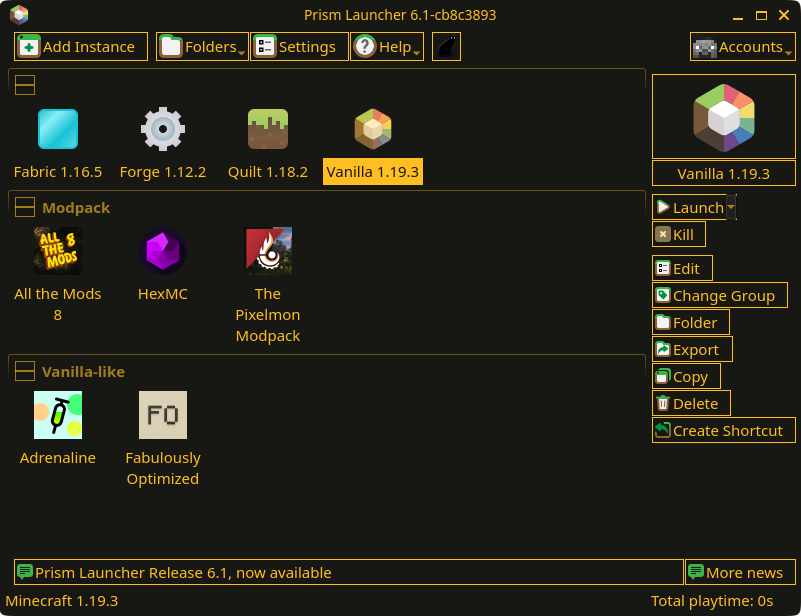 Prism Launcher 6.1-cb8c3893
Add Instance Folders Settings Help Accounts
Fabric 1.16.5 Forge 1.12.2 Quilt 1.18.2 Vanilla 1.19.3
Vanilla 1.19.3
Launch
Kill
Edit
Change Group
Folder
Export
Copy
Delete
Create Shortcut
Modpack
ALL THE MODS 8
All the Mods
8
HexMC
The
Pixelmon
Modpack
Vanilla-like
Adrenaline
FO
Fabulously
Optimized
Prism Launcher Release 6.1, now available More news
Minecraft 1.19.3 Total playtime: 0s